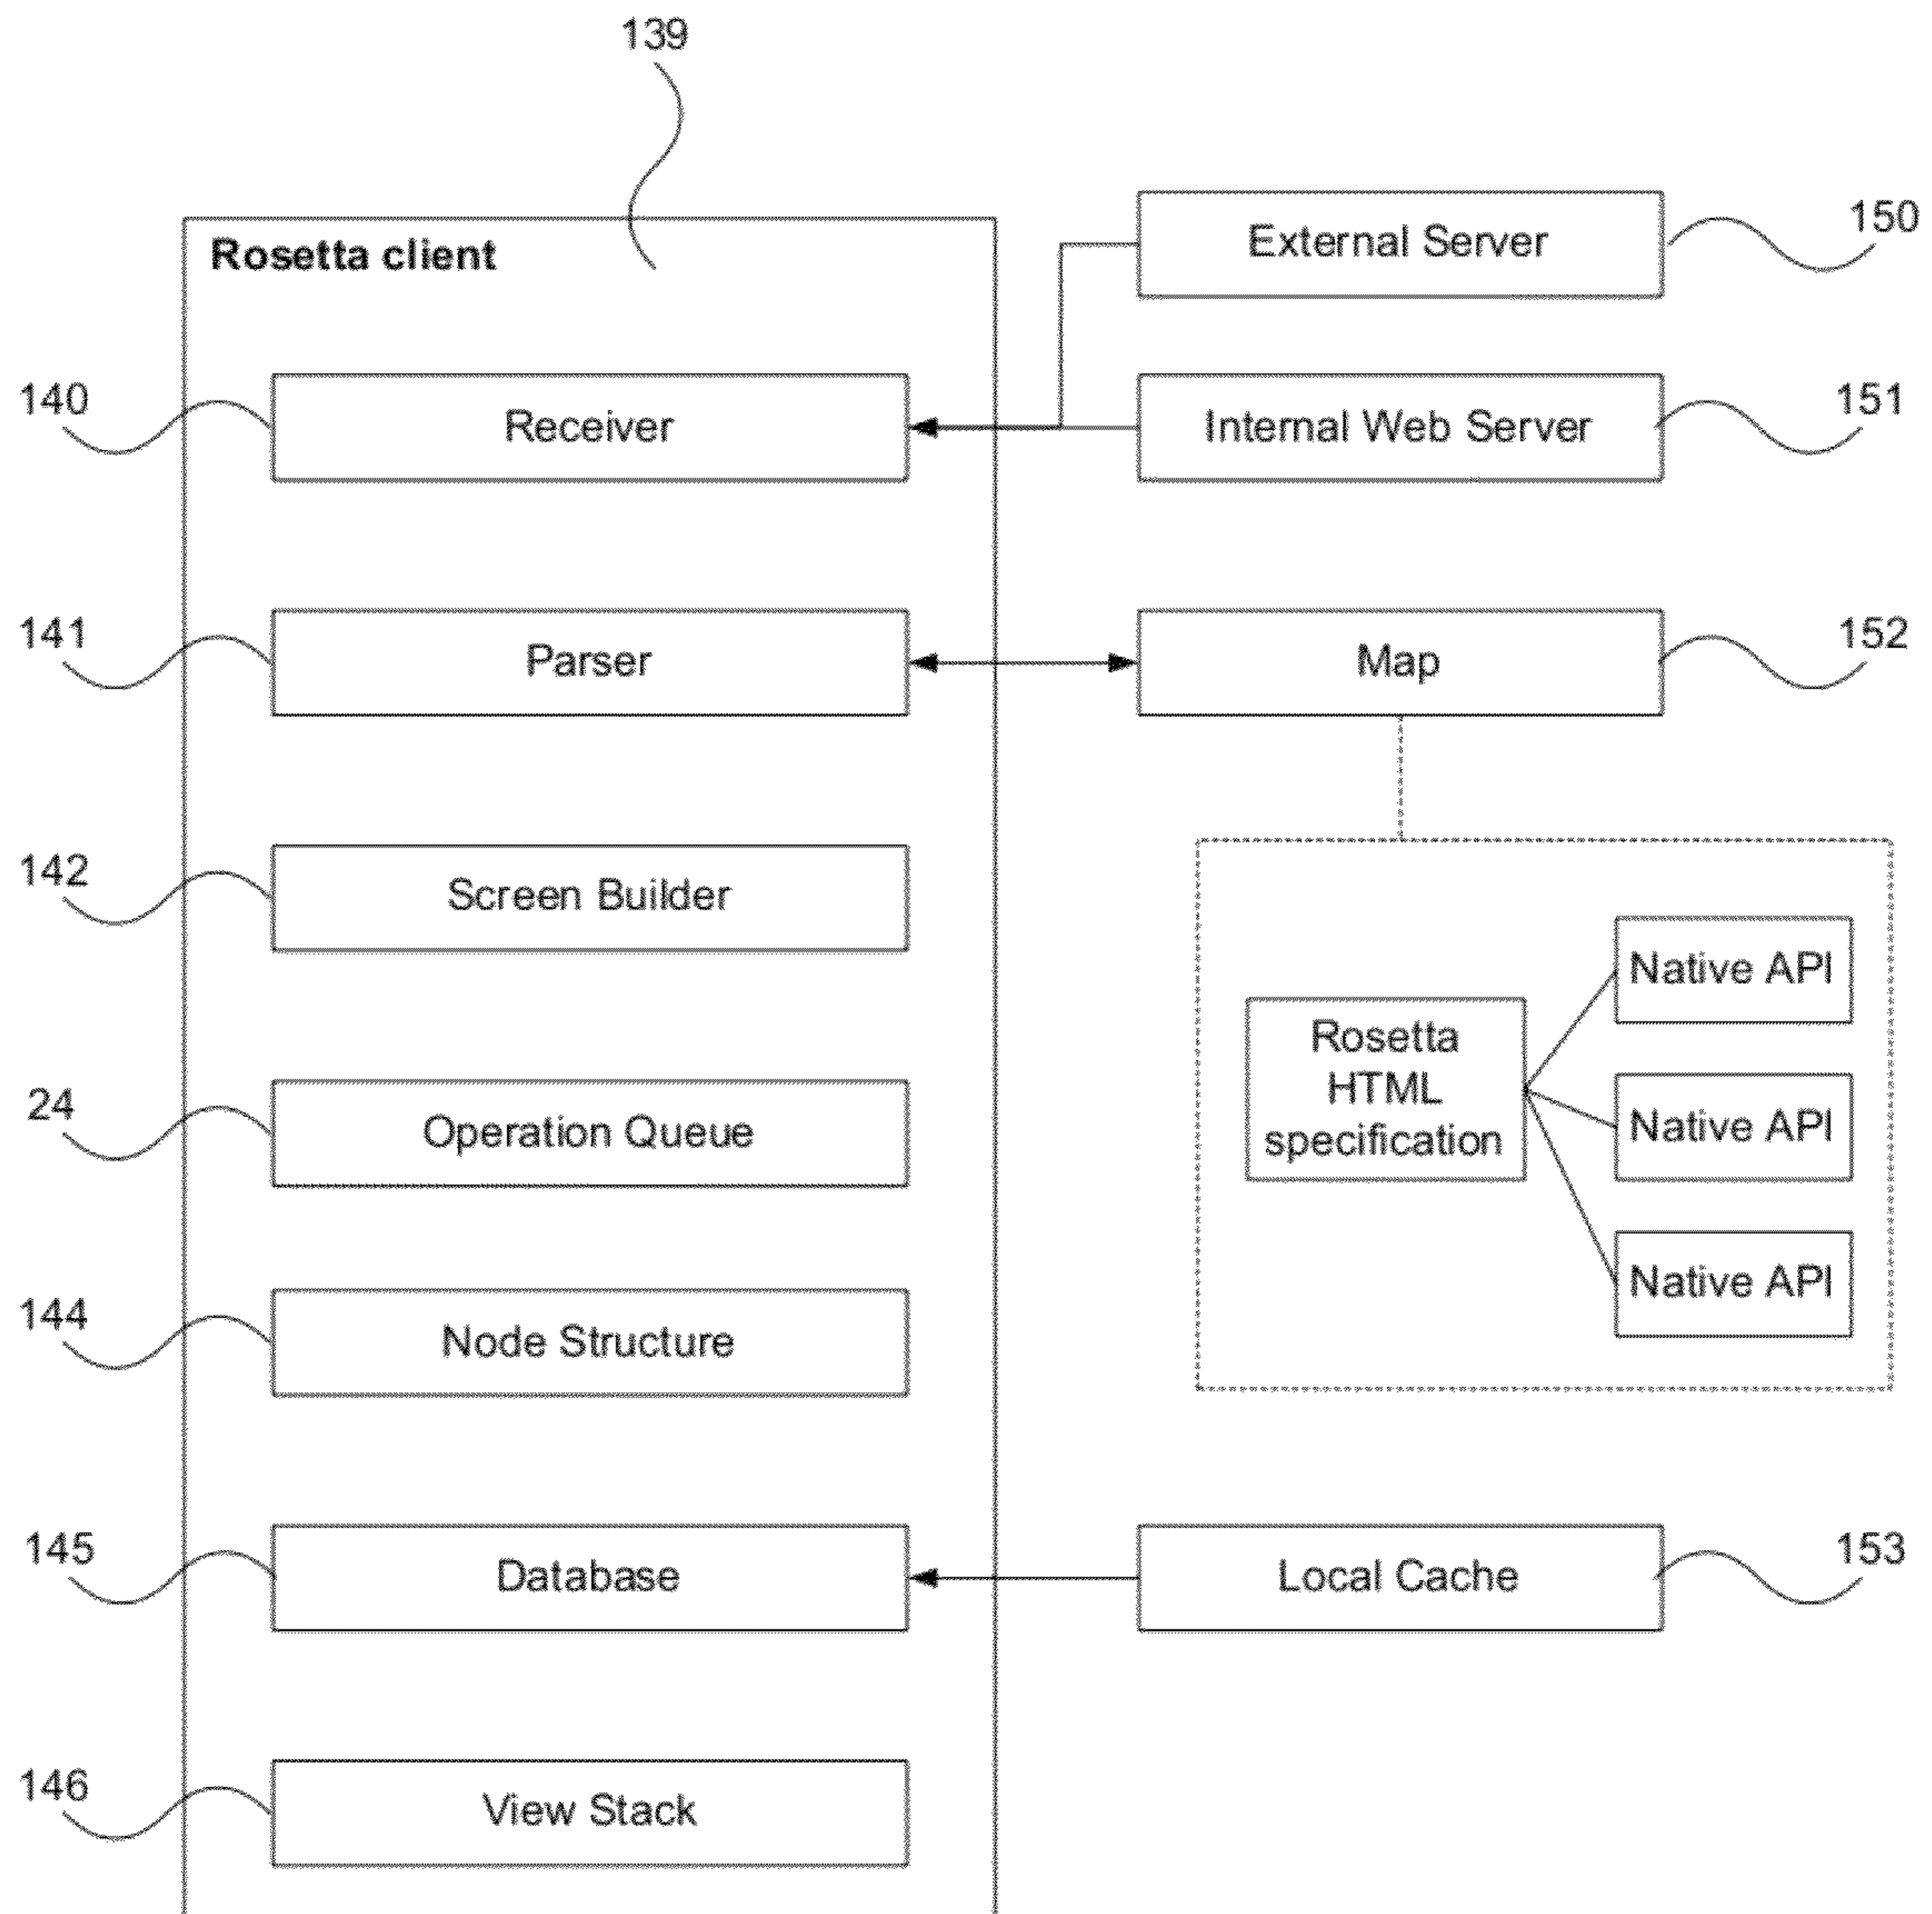 139
Rosetta client
External Server
150
140
Receiver
Internal Web Server
151
141
Parser
Map
152
142
Screen Builder
Native API
Rosetta
HTML
specification
24
Operation Queue
Native API
144
Node Structure
Native API
145
Database
Local Cache
153
146
View Stack